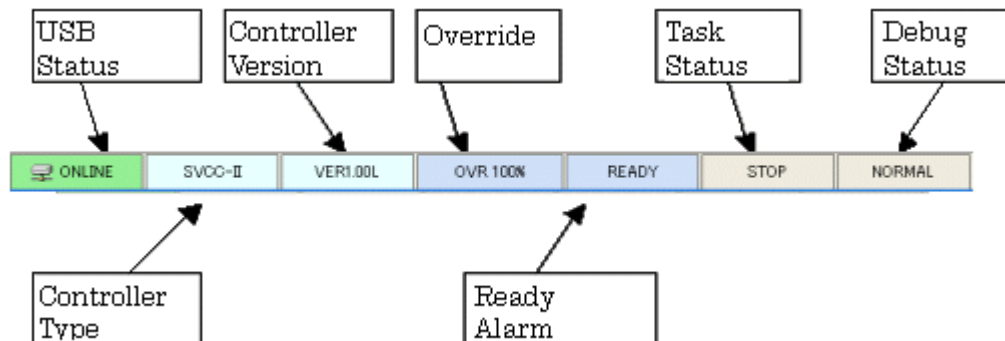 USB Status
Controller Version
Override
Task Status
Debug Status
ONLINE
SVCC-II
VER1.00L
OVR 100%
READY
STOP
NORMAL
Controller Type
Ready Alarm